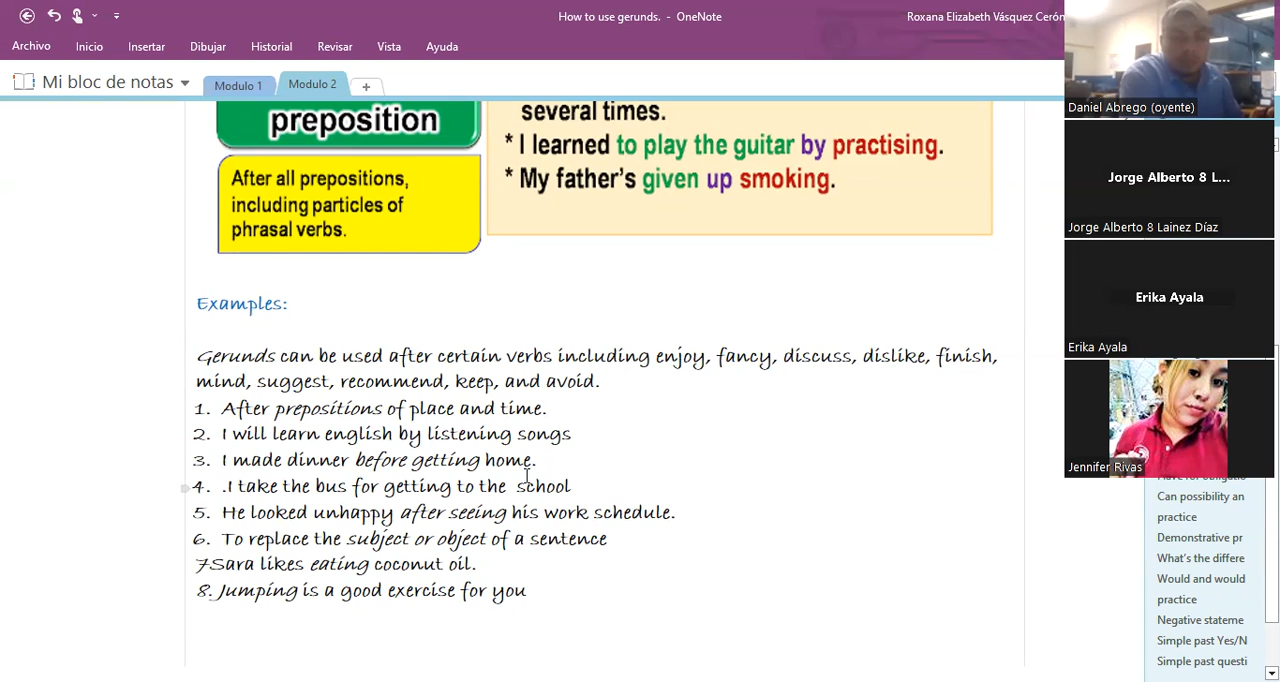 How to use gerunds. - OneNote
Roxana Elizabeth Vásquez Cerón
Archivo Inicio Insertar Dibujar Historial Revisar Vista Ayuda
Mi bloc de notas Modulo 1 Modulo 2 +
preposition
After all prepositions,
including particles of
phrasal verbs.
several times.
* I learned to play the guitar by practising.
* My father's given up smoking.
Examples:
Gerunds can be used after certain verbs including enjoy, fancy, discuss, dislike, finish,
mind, suggest, recommend, keep, and avoid.
1. After prepositions of place and time.
2. I will learn english by listening songs
3. I made dinner before getting home.
4. .I take the bus for getting to the school
5. He looked unhappy after seeing his work schedule.
6. To replace the subject or object of a sentence
7Sara likes eating coconut oil.
8. Jumping is a good exercise for you
Daniel Abrego (oyente)
Jorge Alberto 8 L...
Jorge Alberto 8 Lainez Díaz
Erika Ayala
Erika Ayala
Jennifer Rivas
Can possibility an
practice
Demonstrative pr
What's the differe
Would and would
practice
Negative stateme
Simple past Yes/N
Simple past questi